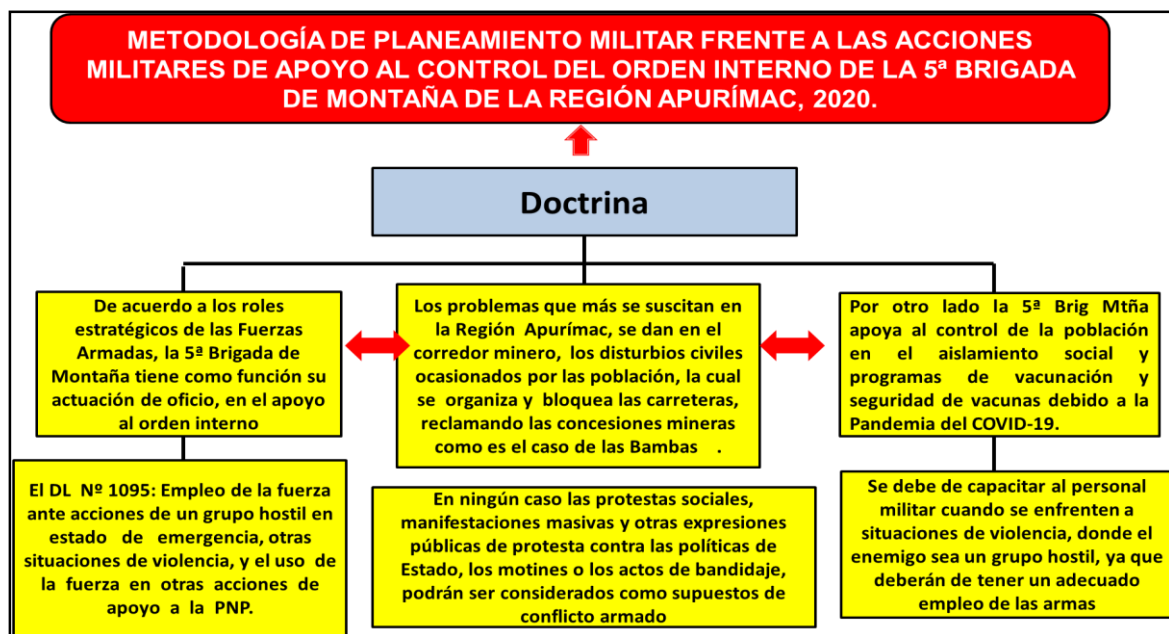 METODOLOGÍA DE PLANEAMIENTO MILITAR FRENTE A LAS ACCIONES
MILITARES DE APOYO AL CONTROL DEL ORDEN INTERNO DE LA 5ª BRIGADA
DE MONTAÑA DE LA REGIÓN APURÍMAC, 2020.
Doctrina
De acuerdo a los roles
estratégicos de las Fuerzas
Armadas, la 5ª Brigada de
Montaña tiene como función su
actuación de oficio, en el apoyo
al orden interno
Los problemas que más se suscitan en
la Región Apurímac, se dan en el
corredor minero, los disturbios civiles
ocasionados por las población, la cual
se organiza y bloquea las carreteras,
reclamando las concesiones mineras
como es el caso de las Bambas .
Por otro lado la 5ª Brig Mtña
apoya al control de la población
en el aislamiento social y
programas de vacunación y
seguridad de vacunas debido a la
Pandemia del COVID-19.
El DL Nº 1095: Empleo de la fuerza
ante acciones de un grupo hostil en
estado de emergencia, otras
situaciones de violencia, y el uso de
la fuerza en otras acciones de
apoyo a la PNP.
En ningún caso las protestas sociales,
manifestaciones masivas y otras expresiones
públicas de protesta contra las políticas de
Estado, los motines o los actos de bandidaje,
podrán ser considerados como supuestos de
conflicto armado
Se debe de capacitar al personal
militar cuando se enfrenten a
situaciones de violencia, donde el
enemigo sea un grupo hostil, ya que
deberán de tener un adecuado
empleo de las armas